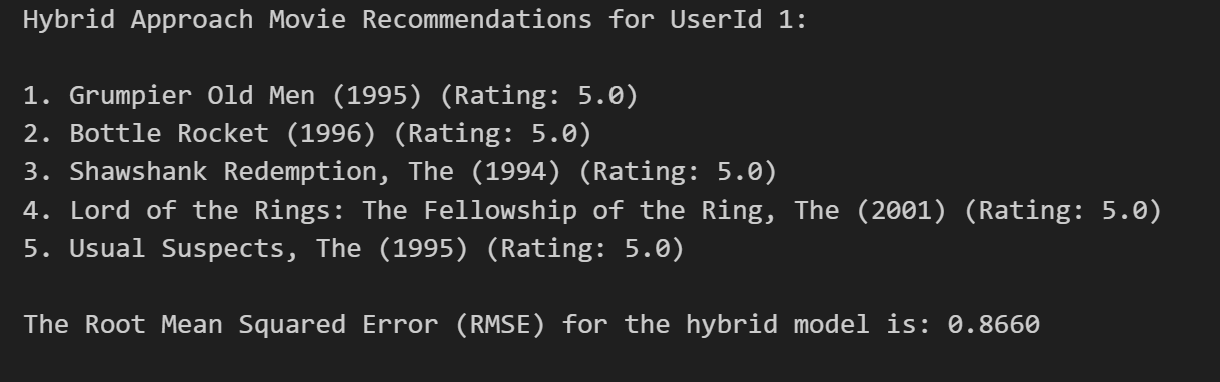 Hybrid Approach Movie Recommendations for UserId 1:
1. Grumpier Old Men (1995) (Rating: 5.0)
2. Bottle Rocket (1996) (Rating: 5.0)
3. Shawshank Redemption, The (1994) (Rating: 5.0)
4. Lord of the Rings: The Fellowship of the Ring, The (2001) (Rating: 5.0)
5. Usual Suspects, The (1995) (Rating: 5.0)
The Root Mean Squared Error (RMSE) for the hybrid model is: 0.8660